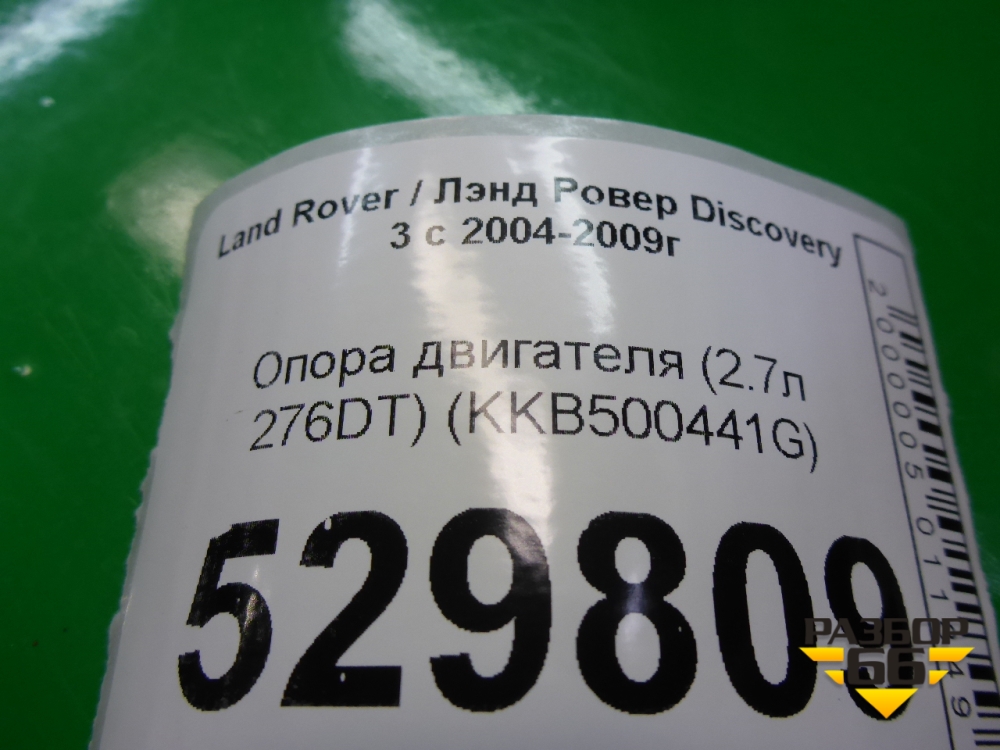 Land Rover / Лэнд Ровер Discovery
3 с 2004-2009г
Опора двигателя (2.7л
276DT) (KKB500441G)
529809
РАЗБОР
66